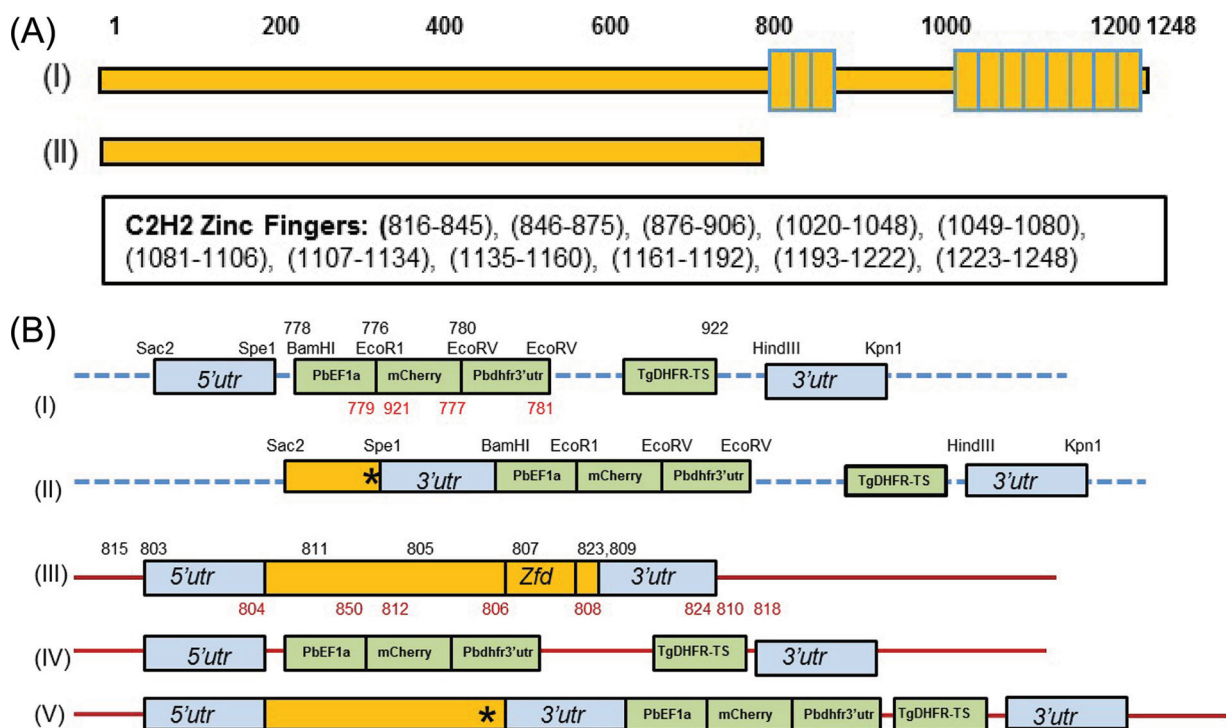 (A) 1 200 400 600 800 1000 1200 1248
(I)
(II)
C2H2 Zinc Fingers: (816-845), (846-875), (876-906), (1020-1048), (1049-1080),
(1081-1106), (1107-1134), (1135-1160), (1161-1192), (1193-1222), (1223-1248)
(B)
778 776 780 922
Sac2 Spe1 BamHI EcoR1 EcoRV EcoRV HindIII Kpn1
5'utr PbEF1a mCherry Pbdhfr3'utr TgDHFR-TS 3'utr
(I) 779 921 777 781
Sac2 Spe1 BamHI EcoR1 EcoRV EcoRV HindIII Kpn1
(II) * 3'utr PbEF1a mCherry Pbdhfr3'utr TgDHFR-TS 3'utr
815 803 811 805 807 823,809
(III) 5'utr Zfd 3'utr
804 850 812 806 808 824 810 818
(IV) 5'utr PbEF1a mCherry Pbdhfr3'utr TgDHFR-TS 3'utr
(V) 5'utr * 3'utr PbEF1a mCherry Pbdhfr3'utr TgDHFR-TS 3'utr